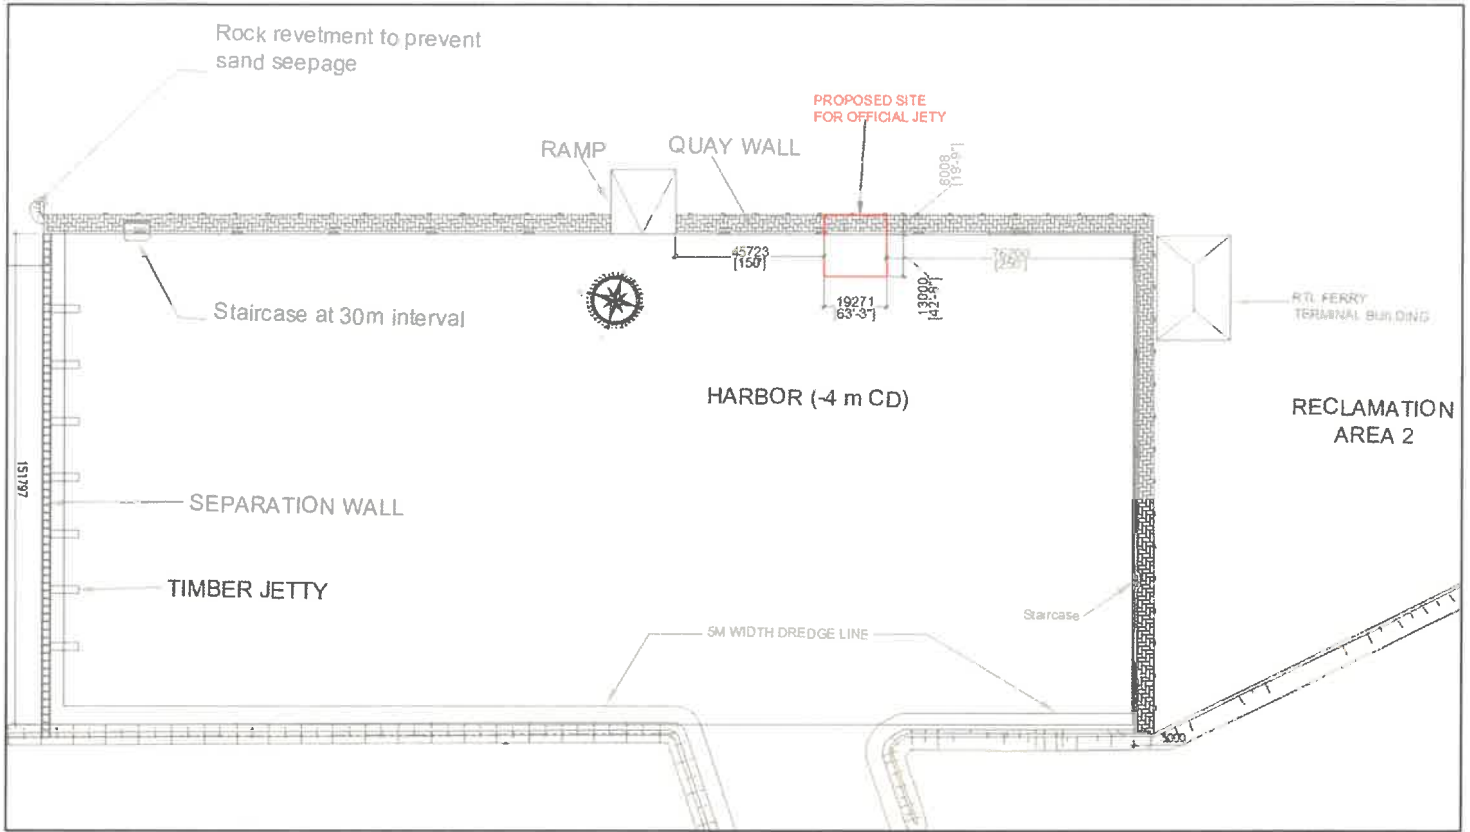 Rock revetment to prevent
sand seepage
PROPOSED SITE
FOR OFFICIAL JETY
RAMP
QUAY WALL
6008
[19'-9"]
45723
[150']
76200
[250']
19271
[63'-3"]
13000
[42'-8"]
RTL FERRY
TERMINAL BUILDING
Staircase at 30m interval
HARBOR (-4 m CD)
RECLAMATION
AREA 2
151797
SEPARATION WALL
TIMBER JETTY
Staircase
5M WIDTH DREDGE LINE
5000